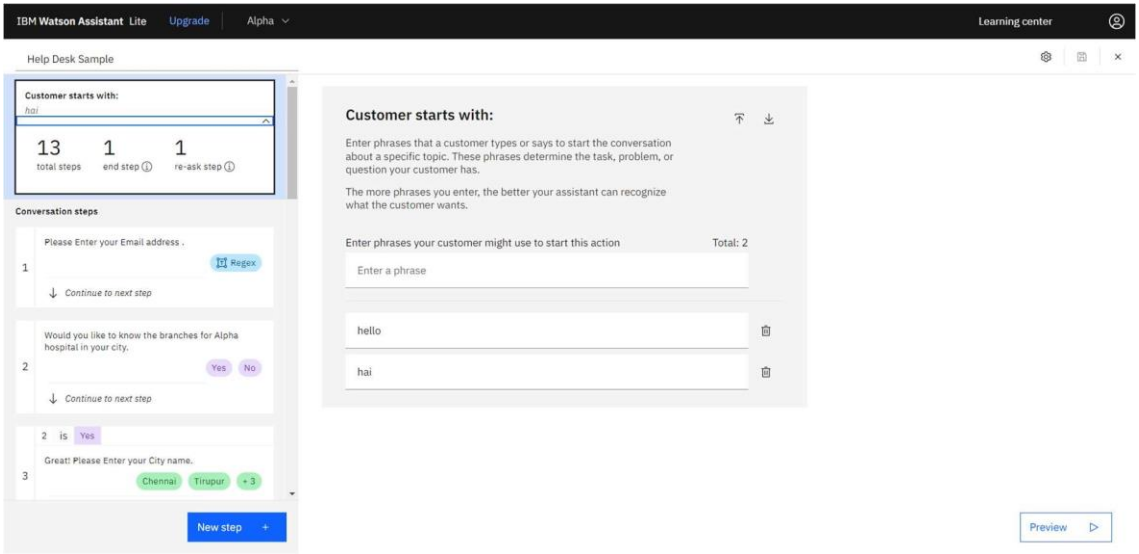 IBM Watson Assistant Lite Upgrade Alpha Learning center
Help Desk Sample
Customer starts with:
hai
13 1 1
total steps end step re-ask step
Conversation steps
1
Please Enter your Email address .
Regex
Continue to next step
2
Would you like to know the branches for Alpha
hospital in your city.
Yes No
Continue to next step
2 is Yes
3
Great! Please Enter your City name.
Chennai Tirupur + 3
New step +
Customer starts with:
Enter phrases that a customer types or says to start the conversation
about a specific topic. These phrases determine the task, problem, or
question your customer has.
The more phrases you enter, the better your assistant can recognize
what the customer wants.
Enter phrases your customer might use to start this action Total: 2
Enter a phrase
hello
hai
Preview